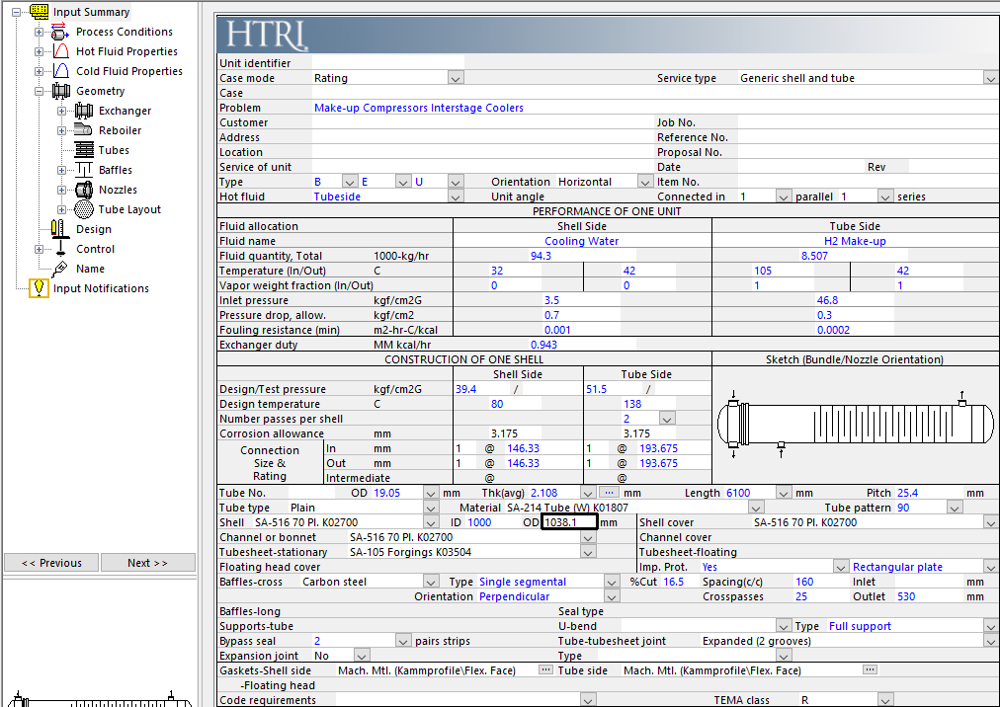 Input Summary
Process Conditions
Hot Fluid Properties
Cold Fluid Properties
Geometry
Exchanger
Reboiler
Tubes
Baffles
Nozzles
Tube Layout
Design
Control
Name
Input Notifications
<< Previous Next >>
HTRI
Unit identifier
Case mode Rating Service type Generic shell and tube
Case
Problem Make-up Compressors Interstage Coolers
Customer Job No.
Address Reference No.
Location Proposal No.
Service of unit Date Rev
Type B E U Orientation Horizontal Item No.
Hot fluid Tubeside Unit angle Connected in 1 parallel 1 series
PERFORMANCE OF ONE UNIT
Fluid allocation Shell Side Tube Side
Fluid name Cooling Water H2 Make-up
Fluid quantity, Total 1000-kg/hr 94.3 8.507
Temperature (In/Out) C 32 42 105 42
Vapor weight fraction (In/Out) 0 0 1 1
Inlet pressure kgf/cm2G 3.5 46.8
Pressure drop, allow. kgf/cm2 0.7 0.3
Fouling resistance (min) m2-hr-C/kcal 0.001 0.0002
Exchanger duty MM kcal/hr 0.943
CONSTRUCTION OF ONE SHELL Sketch (Bundle/Nozzle Orientation)
Shell Side Tube Side
Design/Test pressure kgf/cm2G 39.4 / 51.5 /
Design temperature C 80 138
Number passes per shell 2
Corrosion allowance mm 3.175 3.175
Connection Size & Rating In mm 1 @ 146.33 1 @ 193.675
Out mm 1 @ 146.33 1 @ 193.675
Intermediate @ @
Tube No. OD 19.05 mm Thk(avg) 2.108 ... mm Length 6100 mm Pitch 25.4
Tube type Plain Material SA-214 Tube (W) K01807 Tube pattern 90
Shell SA-516 70 Pl. K02700 ID 1000 OD 1038.1 mm Shell cover SA-516 70 Pl. K02700
Channel or bonnet SA-516 70 Pl. K02700 Channel cover
Tubesheet-stationary SA-105 Forgings K03504 Tubesheet-floating
Floating head cover Imp. Prot. Yes Rectangular plate
Baffles-cross Carbon steel Type Single segmental %Cut 16.5 Spacing(c/c) 160 Inlet mm
Orientation Perpendicular Crosspasses 25 Outlet 530 mm
Baffles-long Seal type
Supports-tube U-bend Type Full support
Bypass seal 2 pairs strips Tube-tubesheet joint Expanded (2 grooves)
Expansion joint No Type
Gaskets-Shell side Mach. Mtl. (Kammprofile\Flex. Face) ... Tube side Mach. Mtl. (Kammprofile\Flex. Face) ...
-Floating head
Code requirements TEMA class R